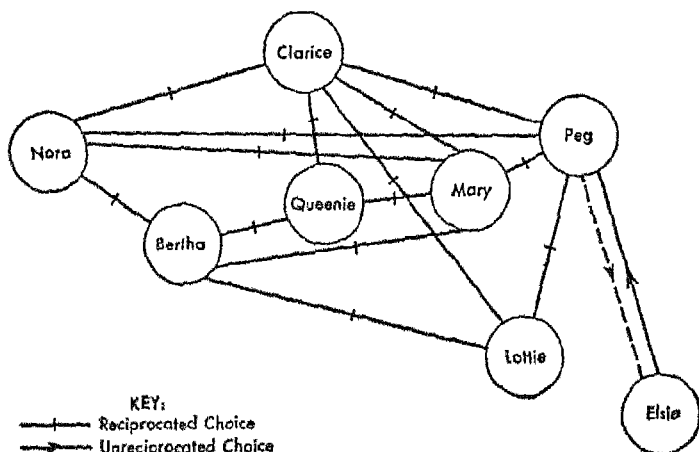 Clarice
Peg
Nora
Mary
Queenie
Bertha
Lottie
Elsie
KEY:
Reciprocated Choice
Unreciprocated Choice